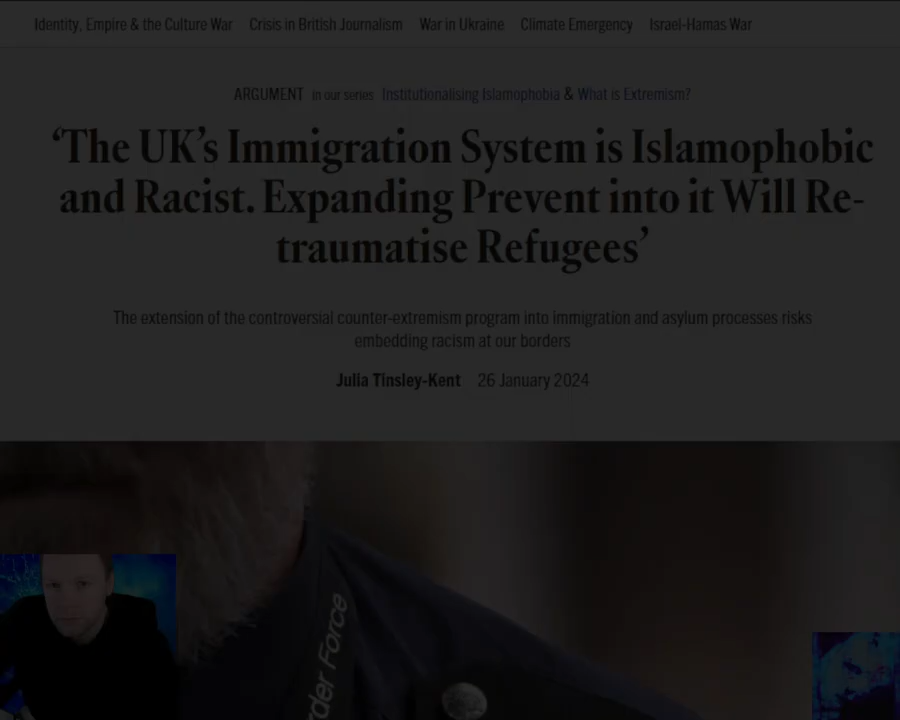 Identity, Empire & the Culture War Crisis in British Journalism War in Ukraine Climate Emergency Israel-Hamas War
ARGUMENT in our series Institutionalising Islamophobia & What is Extremism?
‘The UK’s Immigration System is Islamophobic
and Racist. Expanding Prevent into it Will Re-
traumatise Refugees’
The extension of the controversial counter-extremism program into immigration and asylum processes risks
embedding racism at our borders
Julia Tinsley-Kent 26 January 2024
rder Force